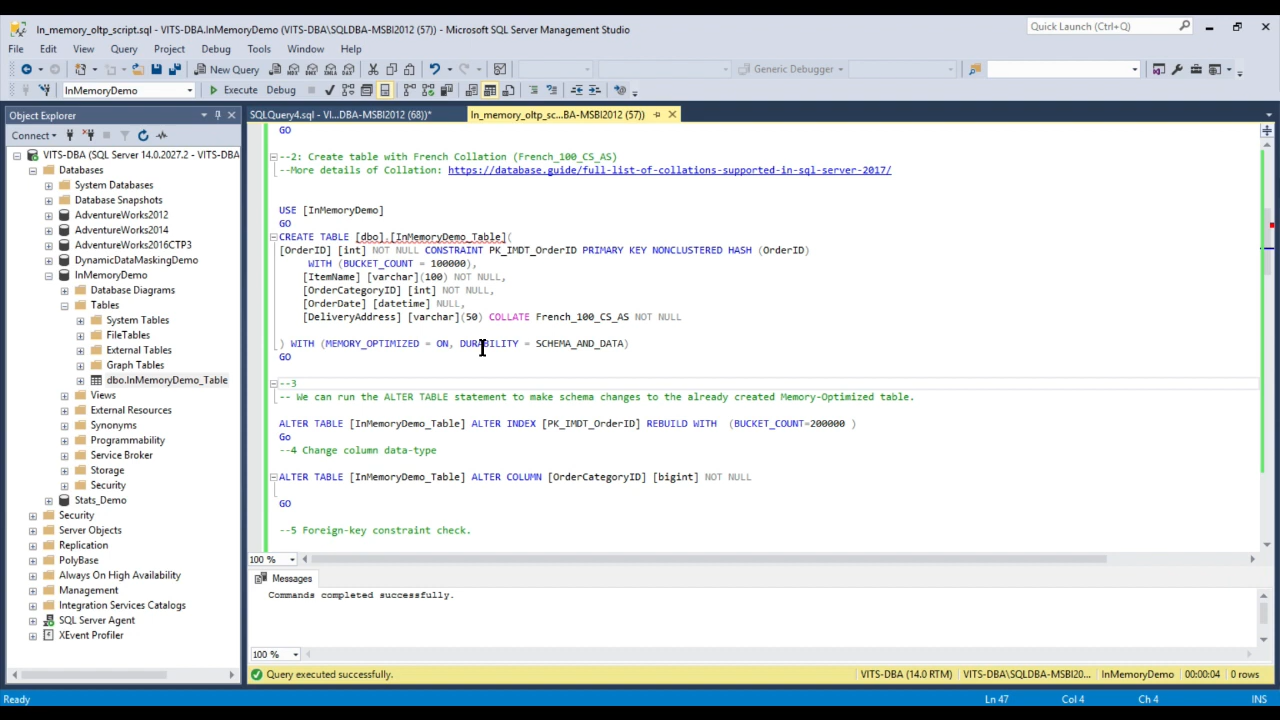 In_memory_oltp_script.sql - VITS-DBA.InMemoryDemo (VITS-DBA\SQLDBA-MSBI2012 (57)) - Microsoft SQL Server Management Studio
Quick Launch (Ctrl+Q)
File Edit View Query Project Debug Tools Window Help
New Query
Generic Debugger
InMemoryDemo
Execute Debug
Object Explorer
Connect
VITS-DBA (SQL Server 14.0.2027.2 - VITS-DBA
Databases
System Databases
Database Snapshots
AdventureWorks2012
AdventureWorks2014
AdventureWorks2016CTP3
DynamicDataMaskingDemo
InMemoryDemo
Database Diagrams
Tables
System Tables
FileTables
External Tables
Graph Tables
dbo.InMemoryDemo_Table
Views
External Resources
Synonyms
Programmability
Service Broker
Storage
Security
Stats_Demo
Security
Server Objects
Replication
PolyBase
Always On High Availability
Management
Integration Services Catalogs
SQL Server Agent
XEvent Profiler
SQLQuery4.sql - VI...DBA-MSBI2012 (68))*
In_memory_oltp_sc...BA-MSBI2012 (57))
GO
--2: Create table with French Collation (French_100_CS_AS)
--More details of Collation: https://database.guide/full-list-of-collations-supported-in-sql-server-2017/
USE [InMemoryDemo]
GO
CREATE TABLE [dbo].[InMemoryDemo_Table](
[OrderID] [int] NOT NULL CONSTRAINT PK_IMDT_OrderID PRIMARY KEY NONCLUSTERED HASH (OrderID)
WITH (BUCKET_COUNT = 100000),
[ItemName] [varchar](100) NOT NULL,
[OrderCategoryID] [int] NOT NULL,
[OrderDate] [datetime] NULL,
[DeliveryAddress] [varchar](50) COLLATE French_100_CS_AS NOT NULL
) WITH (MEMORY_OPTIMIZED = ON, DURABILITY = SCHEMA_AND_DATA)
GO
--3
-- We can run the ALTER TABLE statement to make schema changes to the already created Memory-Optimized table.
ALTER TABLE [InMemoryDemo_Table] ALTER INDEX [PK_IMDT_OrderID] REBUILD WITH (BUCKET_COUNT=200000 )
Go
--4 Change column data-type
ALTER TABLE [InMemoryDemo_Table] ALTER COLUMN [OrderCategoryID] [bigint] NOT NULL
GO
--5 Foreign-key constraint check.
100 %
Messages
Commands completed successfully.
100 %
Query executed successfully.
VITS-DBA (14.0 RTM) VITS-DBA\SQLDBA-MSBI20... InMemoryDemo 00:00:04 0 rows
Ready
Ln 47 Col 4 Ch 4 INS